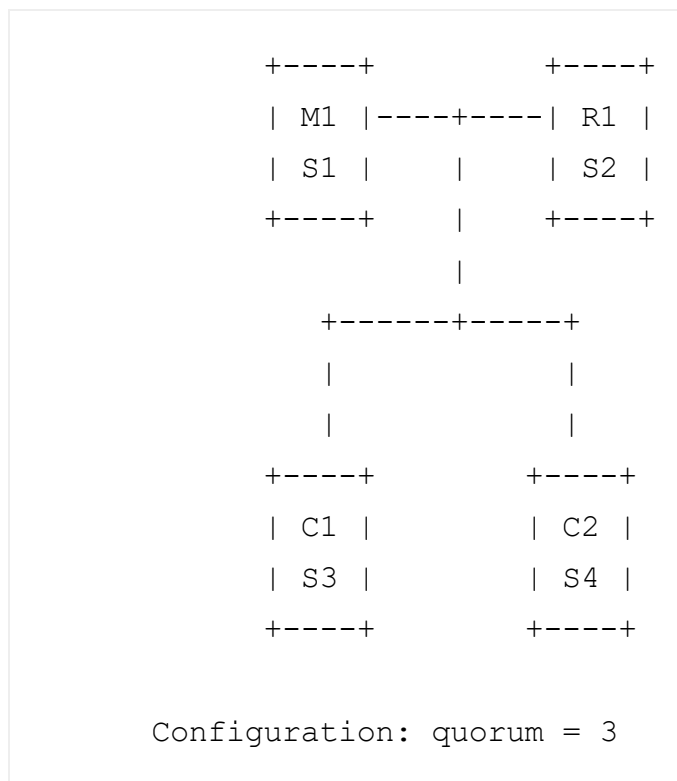 +----+         +----+
| M1 |----+----| R1 |
| S1 |    |    | S2 |
+----+    |    +----+
          |
   +------+-----+
   |            |
   |            |
+----+        +----+
| C1 |        | C2 |
| S3 |        | S4 |
+----+        +----+
Configuration: quorum = 3